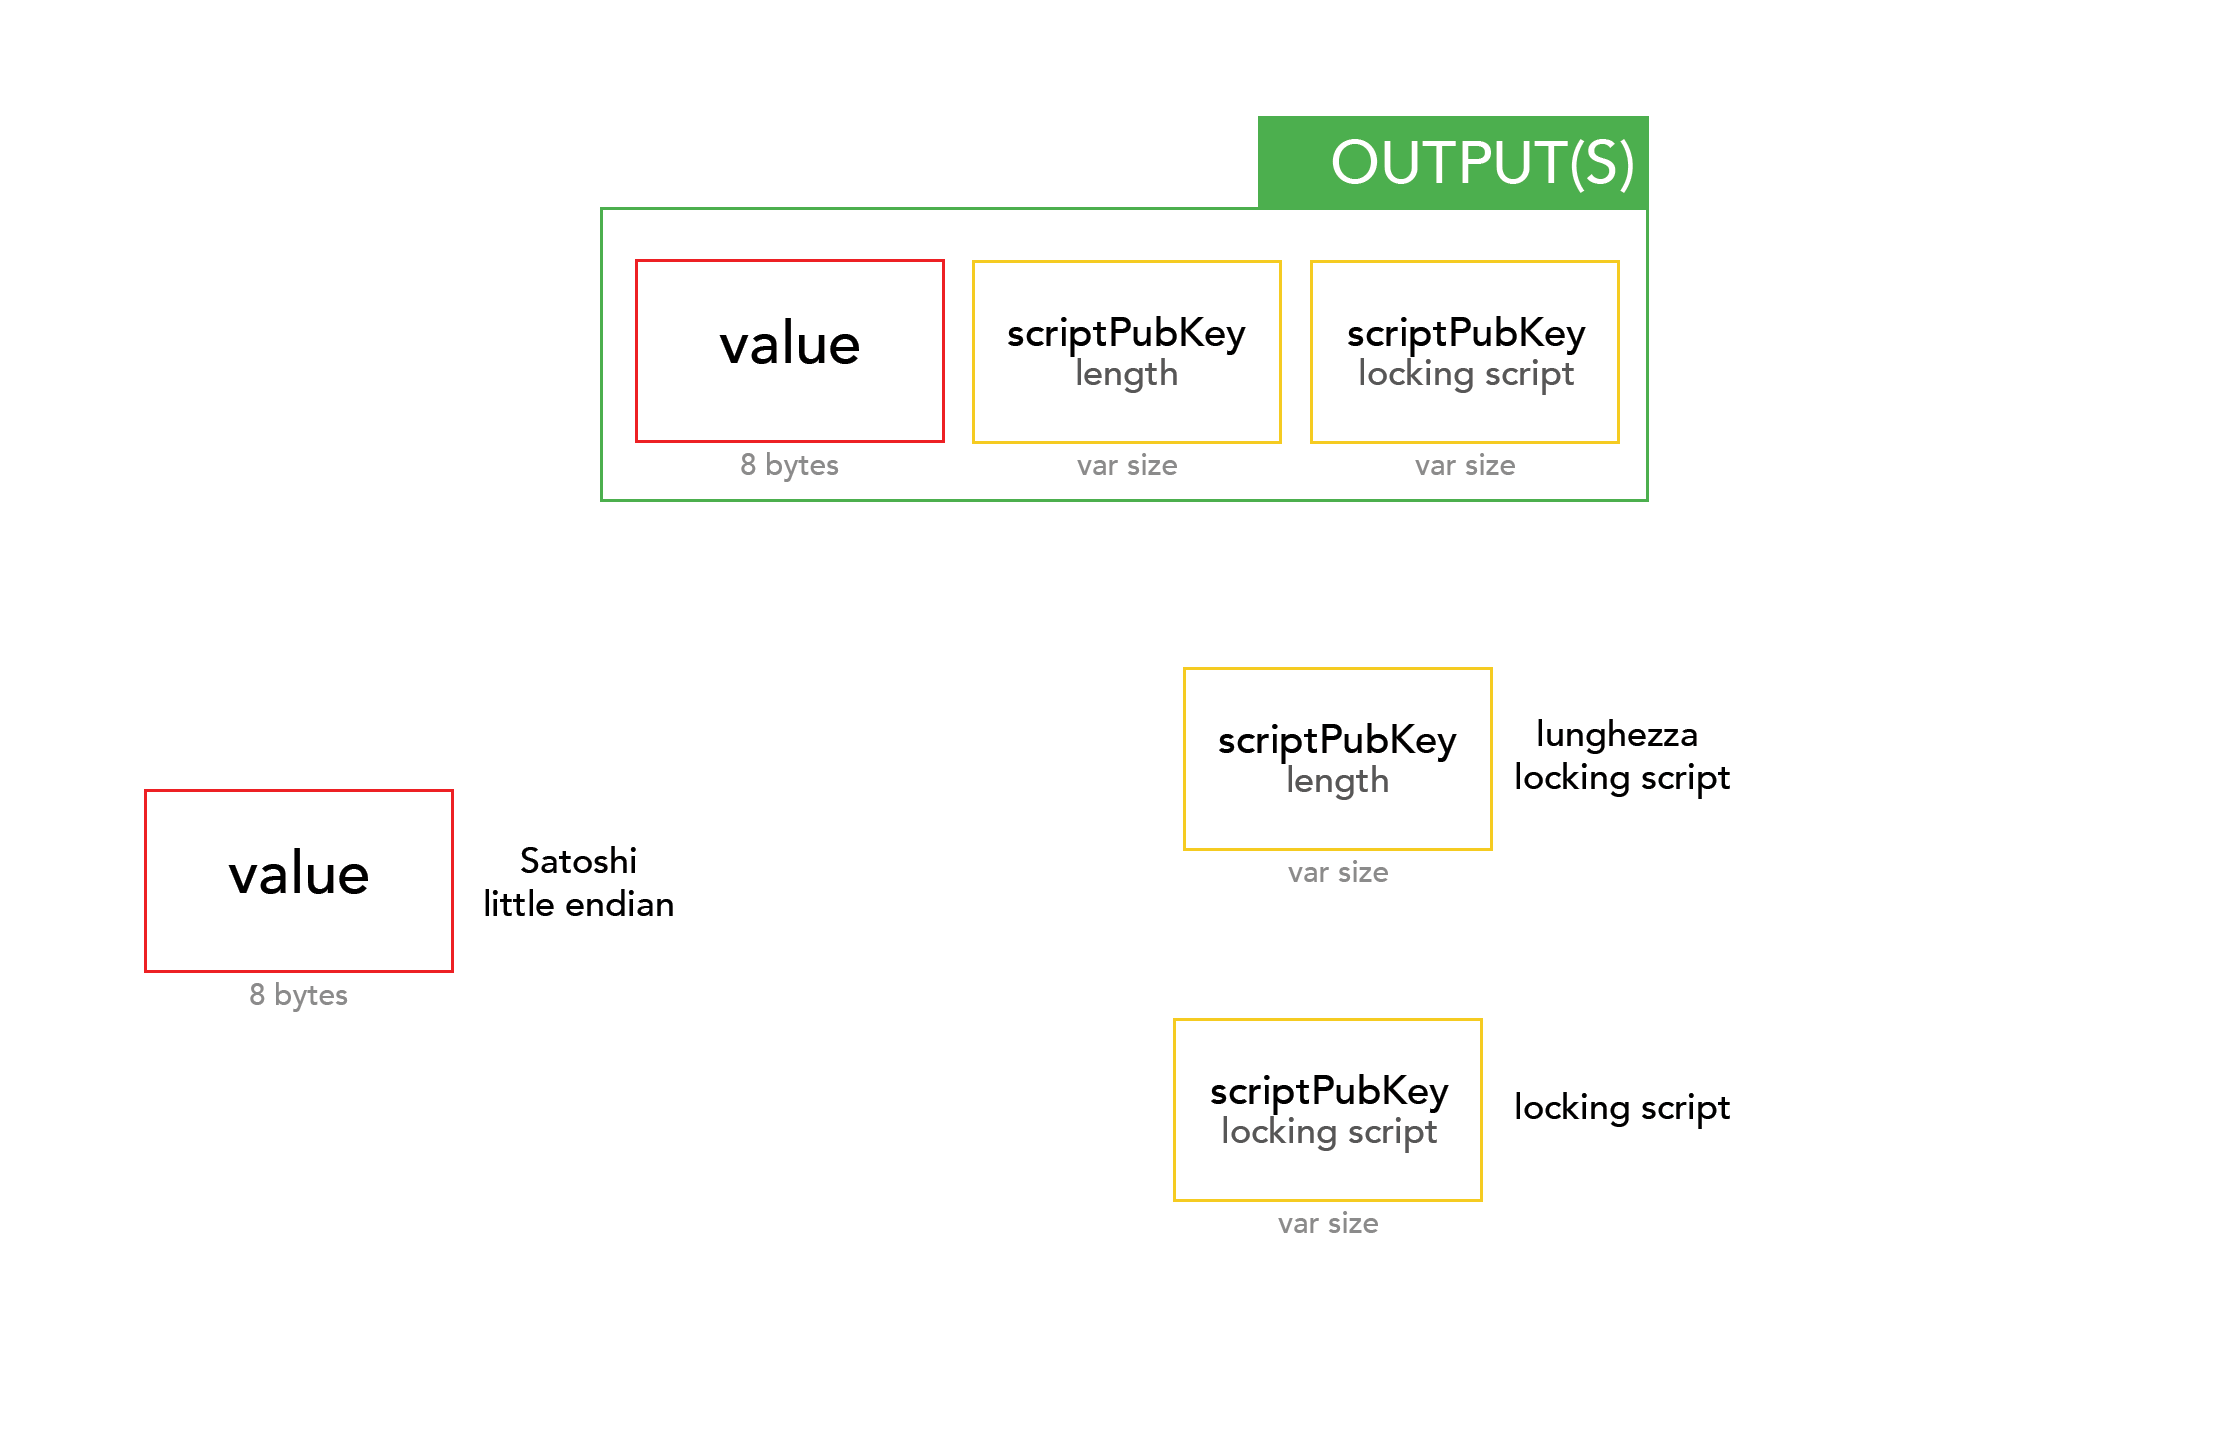 OUTPUT(S)
value
8 bytes
scriptPubKey
length
var size
scriptPubKey
locking script
var size
value
8 bytes
Satoshi
little endian
scriptPubKey
length
var size
lunghezza
locking script
scriptPubKey
locking script
var size
locking script